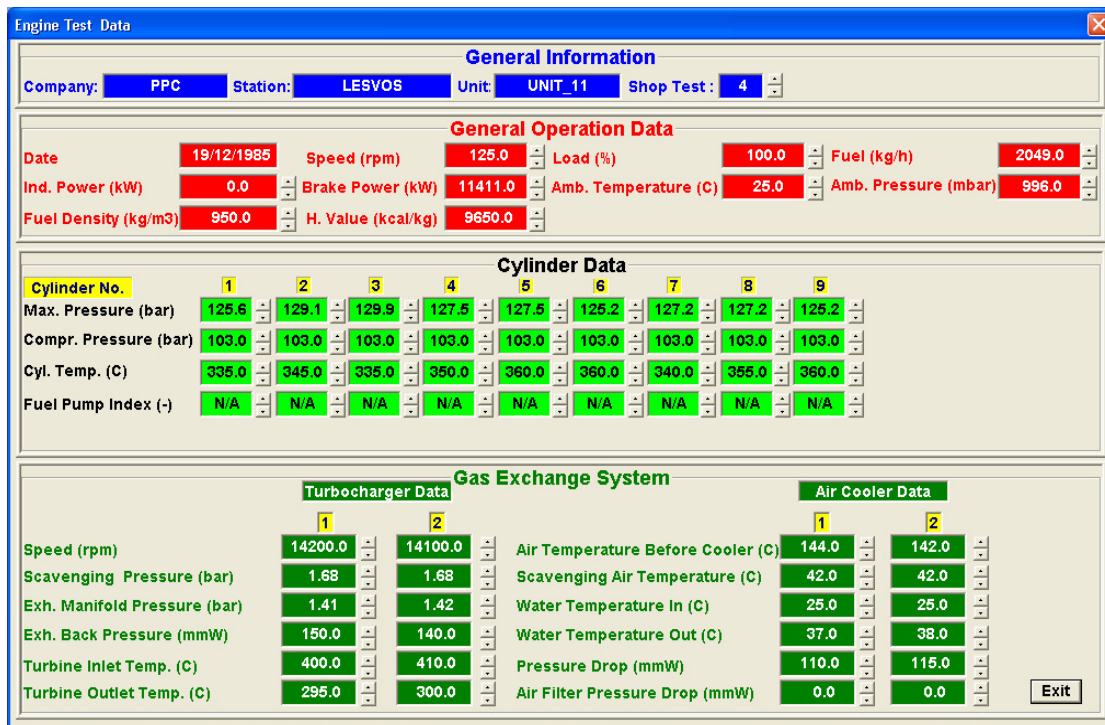 Engine Test Data
General Information
Company: PPC Station: LESVOS Unit: UNIT_11 Shop Test : 4
General Operation Data
Date 19/12/1985 Speed (rpm) 125.0 Load (%) 100.0 Fuel (kg/h) 2049.0
Ind. Power (kW) 0.0 Brake Power (kW) 11411.0 Amb. Temperature (C) 25.0 Amb. Pressure (mbar) 996.0
Fuel Density (kg/m3) 950.0 H. Value (kcal/kg) 9650.0
Cylinder Data
Cylinder No. 1 2 3 4 5 6 7 8 9
Max. Pressure (bar) 125.6 129.1 129.9 127.5 127.5 125.2 127.2 127.2 125.2
Compr. Pressure (bar) 103.0 103.0 103.0 103.0 103.0 103.0 103.0 103.0 103.0
Cyl. Temp. (C) 335.0 345.0 335.0 350.0 360.0 360.0 340.0 355.0 360.0
Fuel Pump Index (-) N/A N/A N/A N/A N/A N/A N/A N/A N/A
Gas Exchange System
Turbocharger Data Air Cooler Data
1 2 1 2
Speed (rpm) 14200.0 14100.0 Air Temperature Before Cooler (C) 144.0 142.0
Scavenging Pressure (bar) 1.68 1.68 Scavenging Air Temperature (C) 42.0 42.0
Exh. Manifold Pressure (bar) 1.41 1.42 Water Temperature In (C) 25.0 25.0
Exh. Back Pressure (mmW) 150.0 140.0 Water Temperature Out (C) 37.0 38.0
Turbine Inlet Temp. (C) 400.0 410.0 Pressure Drop (mmW) 110.0 115.0
Turbine Outlet Temp. (C) 295.0 300.0 Air Filter Pressure Drop (mmW) 0.0 0.0 Exit